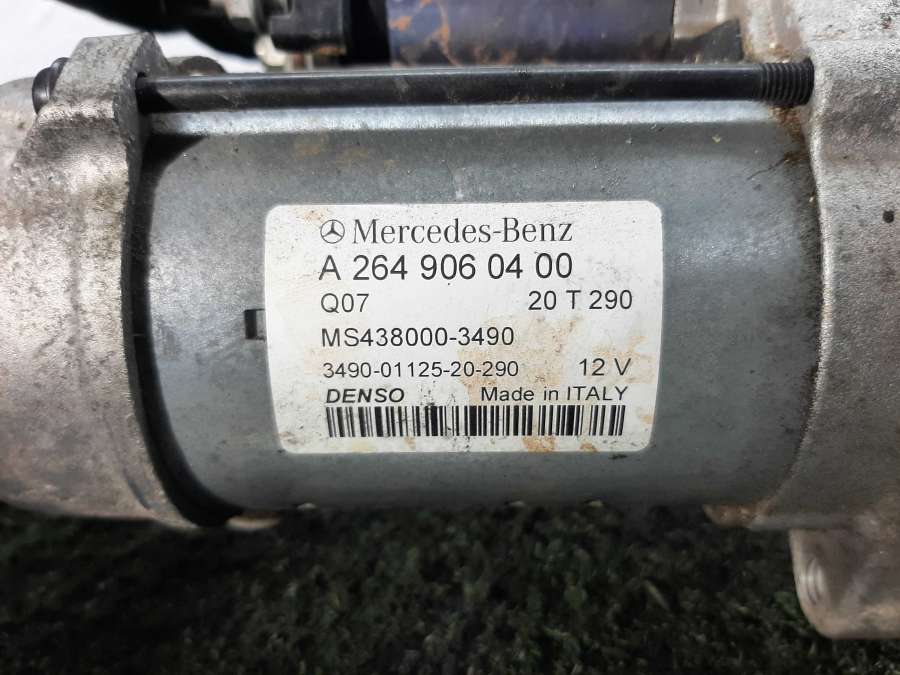 Mercedes-Benz
A 264 906 04 00
Q07 20 T 290
MS438000-3490
3490-01125-20-290 12 V
DENSO Made in ITALY